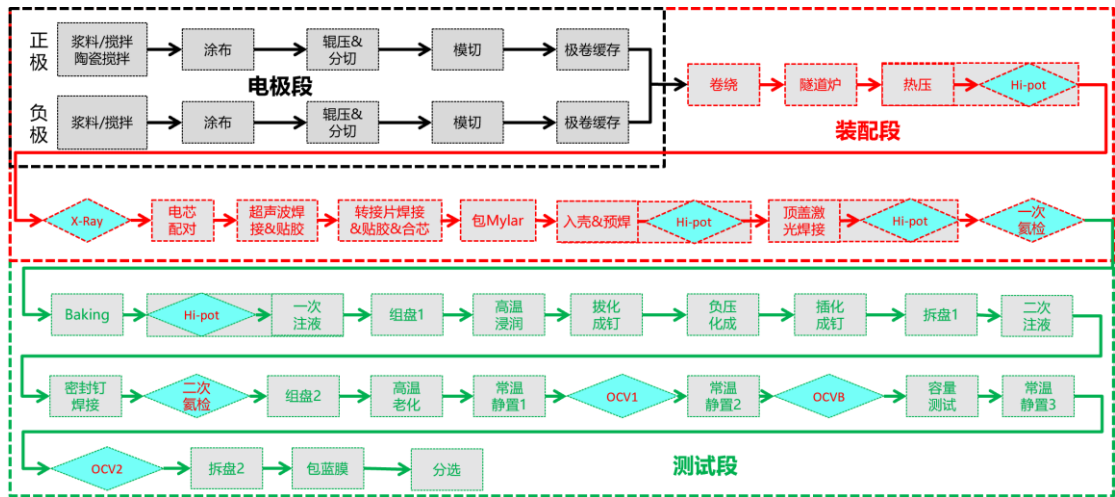 正极
浆料/搅拌
陶瓷搅拌
涂布
辊压&
分切
模切
极卷缓存
电极段
负极
浆料/搅拌
涂布
辊压&
分切
模切
极卷缓存
卷绕
隧道炉
热压
Hi-pot
装配段
X-Ray
电芯
配对
超声波焊
接&贴胶
转接片焊接
&贴胶&合芯
包Mylar
入壳&预焊
Hi-pot
顶盖激
光焊接
Hi-pot
一次
氦检
Baking
Hi-pot
一次
注液
组盘1
高温
浸润
拔化
成钉
负压
化成
插化
成钉
拆盘1
二次
注液
密封钉
焊接
二次
氦检
组盘2
高温
老化
常温
静置1
OCV1
常温
静置2
OCVB
容量
测试
常温
静置3
OCV2
拆盘2
包蓝膜
分选
测试段